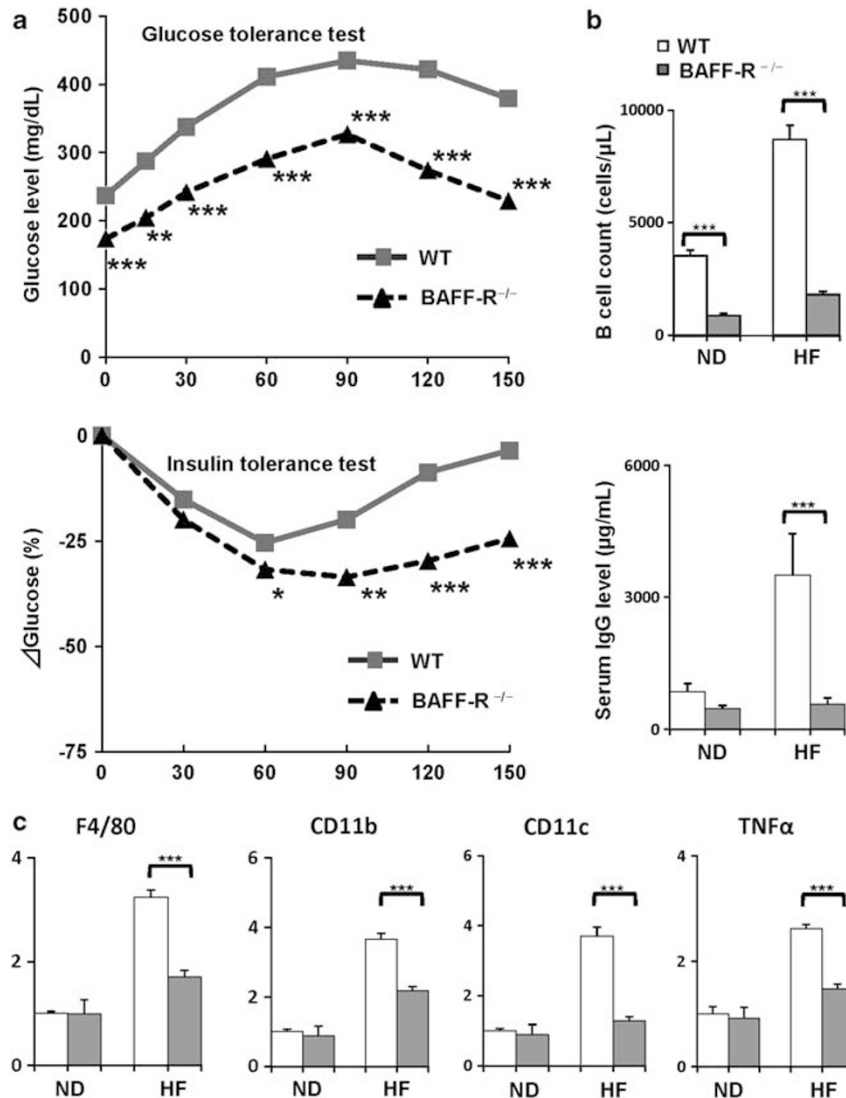 a
Glucose tolerance test
Glucose level (mg/dL)
500
400
300
200
100
0
***
**
***
***
***
***
***
WT
BAFF-R⁻/⁻
0 30 60 90 120 150
Insulin tolerance test
⊿Glucose (%)
0
-25
-50
-75
*
**
***
***
WT
BAFF-R⁻/⁻
0 30 60 90 120 150
b
WT
BAFF-R⁻/⁻
B cell count (cells/µL)
10000
5000
0
***
***
ND HF
Serum IgG level (µg/mL)
6000
3000
0
***
ND HF
c
F4/80
4
2
0
***
ND HF
CD11b
6
4
2
0
***
ND HF
CD11c
6
4
2
0
***
ND HF
TNFα
4
2
0
***
ND HF